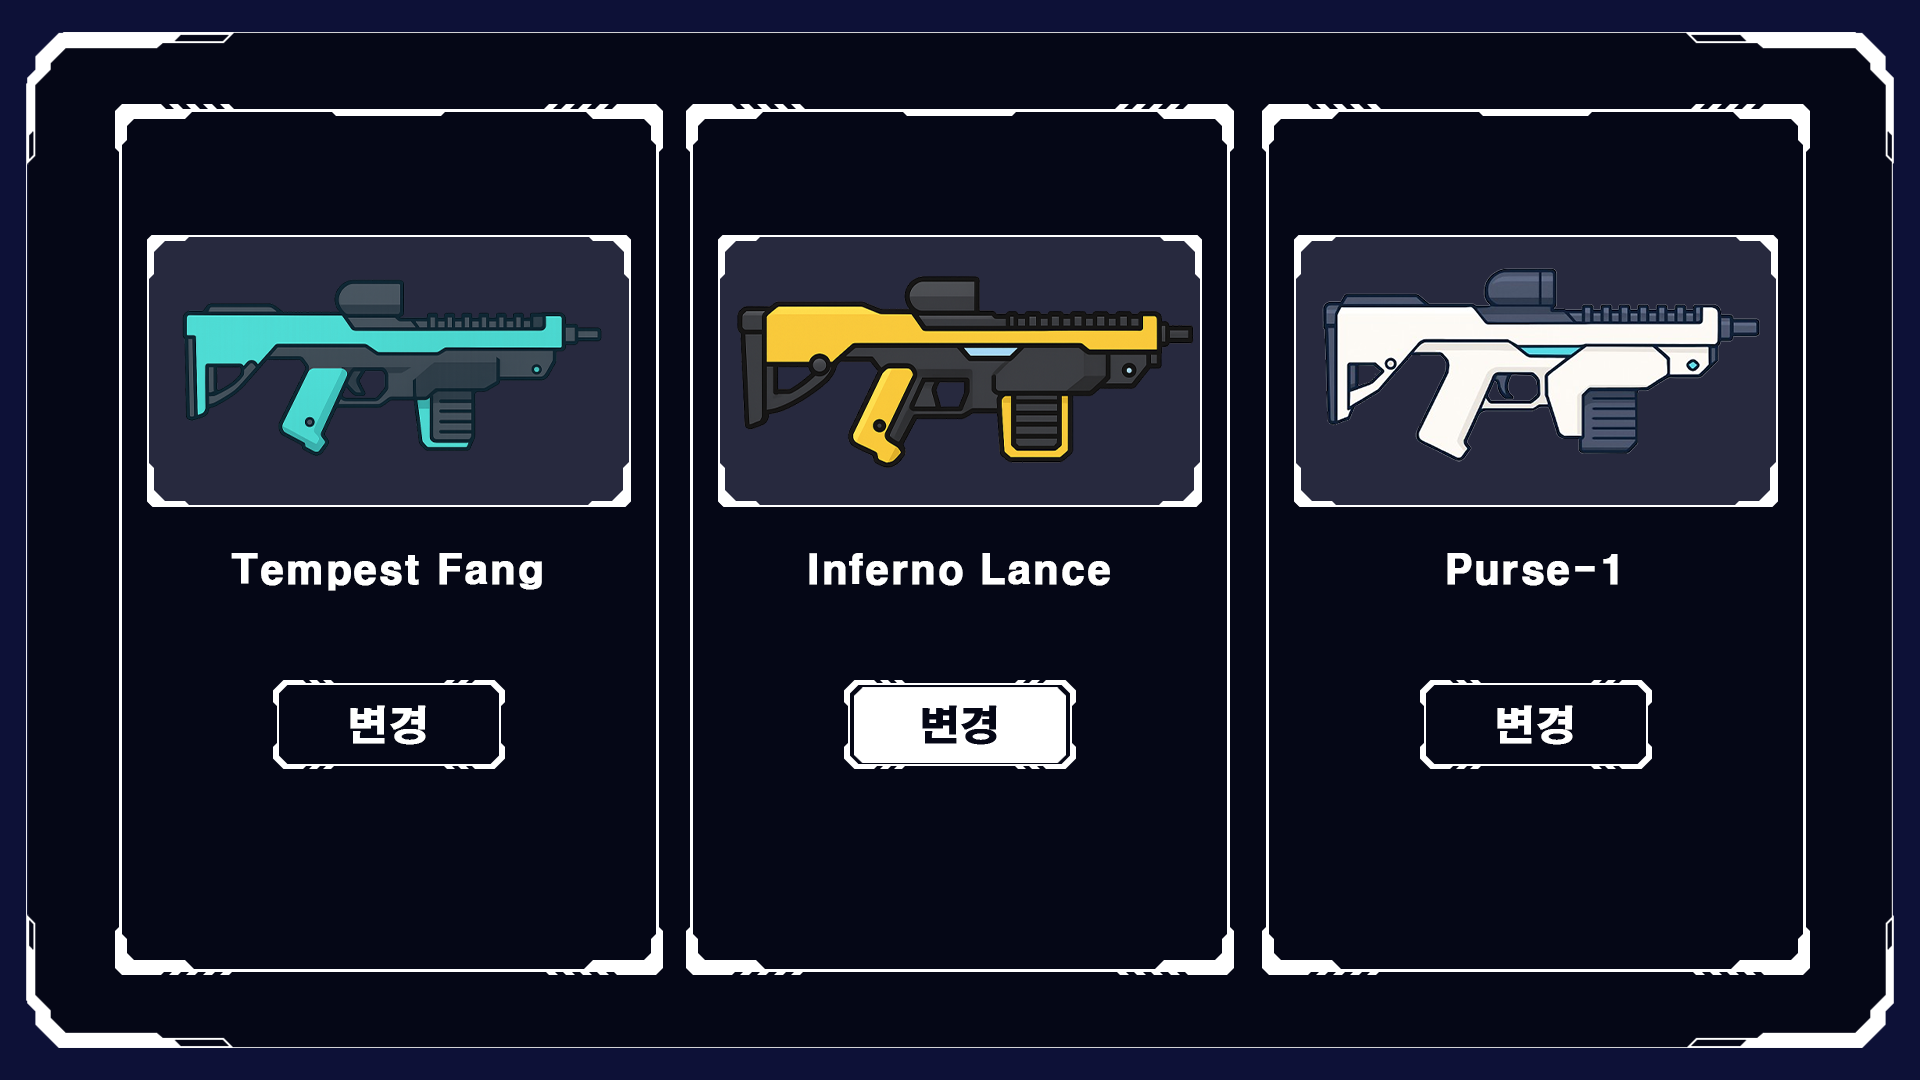 Tempest Fang
변경
Inferno Lance
변경
Purse-1
변경